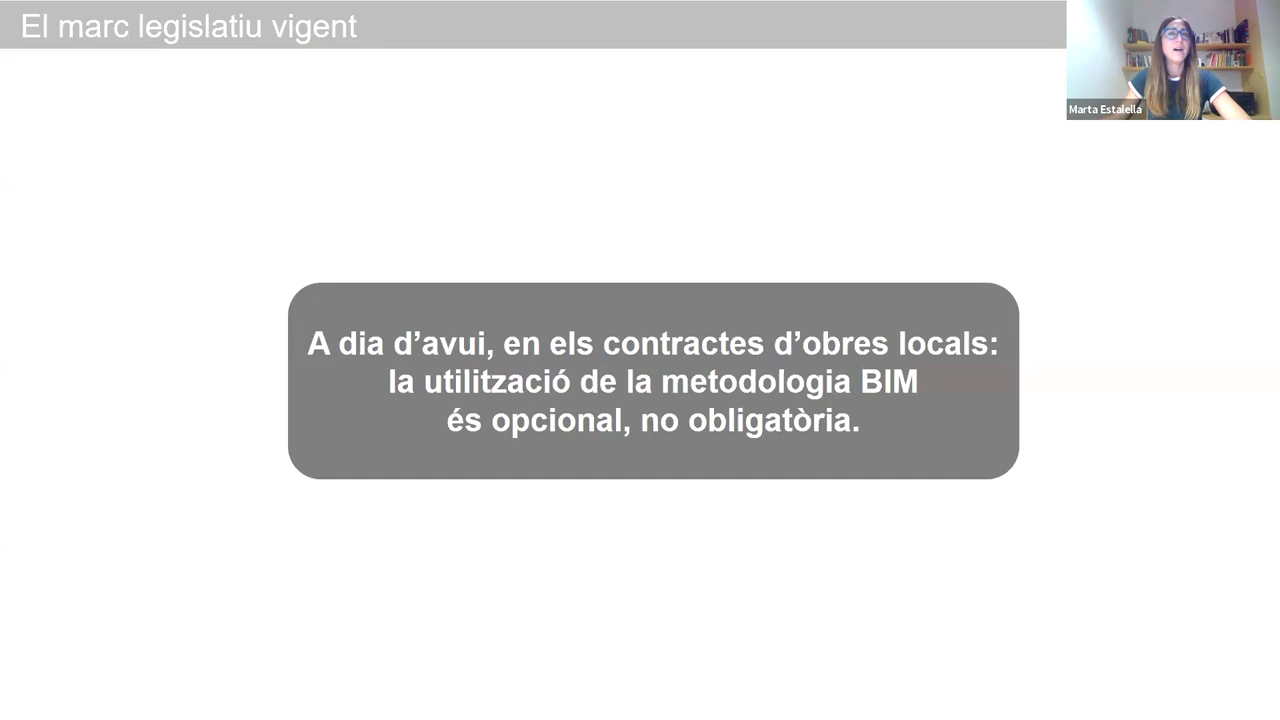 El marc legislatiu vigent
Marta Estalella
A dia d’avui, en els contractes d’obres locals:
la utilització de la metodologia BIM
és opcional, no obligatòria.